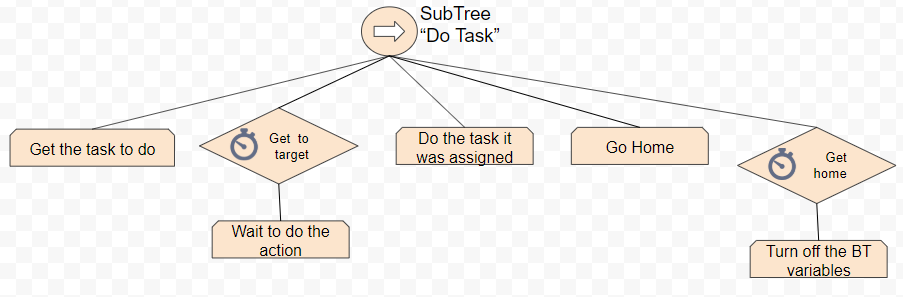 SubTree
“Do Task”
Get the task to do
Get to
target
Do the task it
was assigned
Go Home
Get
home
Wait to do the
action
Turn off the BT
variables